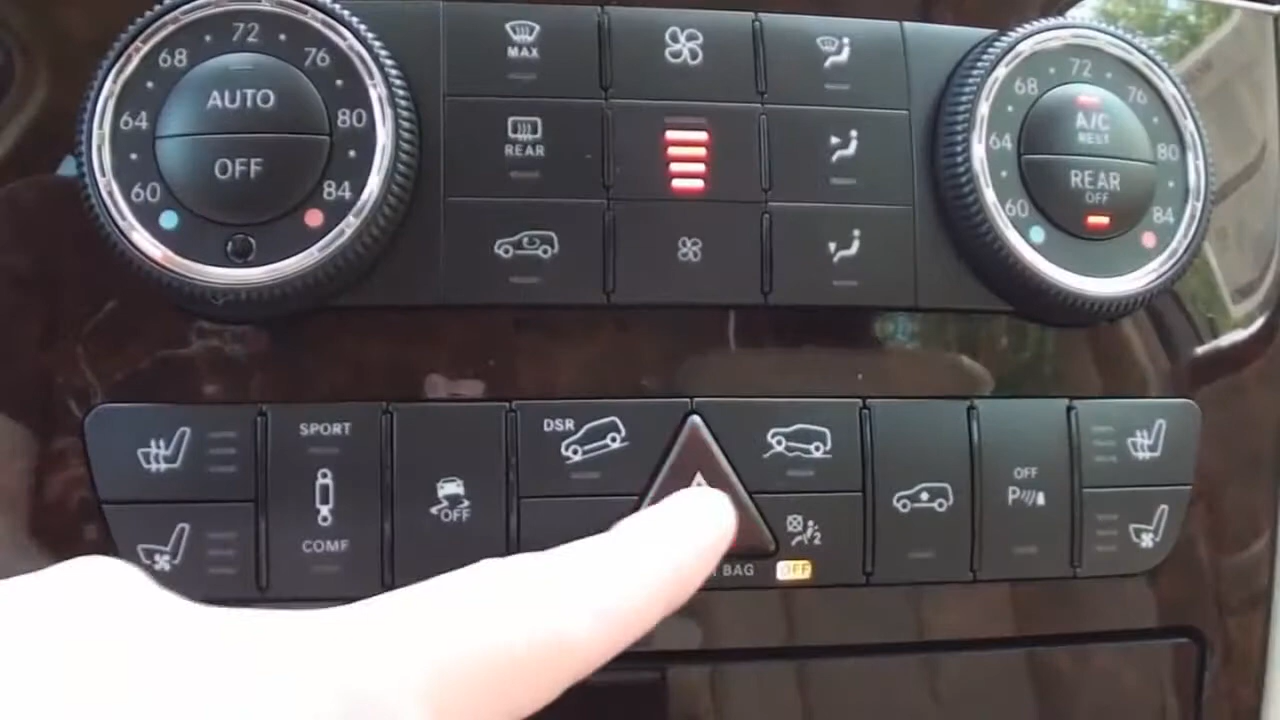 72
68 76
AUTO
64 80
OFF
60 84
MAX
REAR
72
68 76
A/C
REST
64 80
REAR
OFF
60 84
SPORT
COMF
OFF
DSR
2
BAG OFF
OFF
P